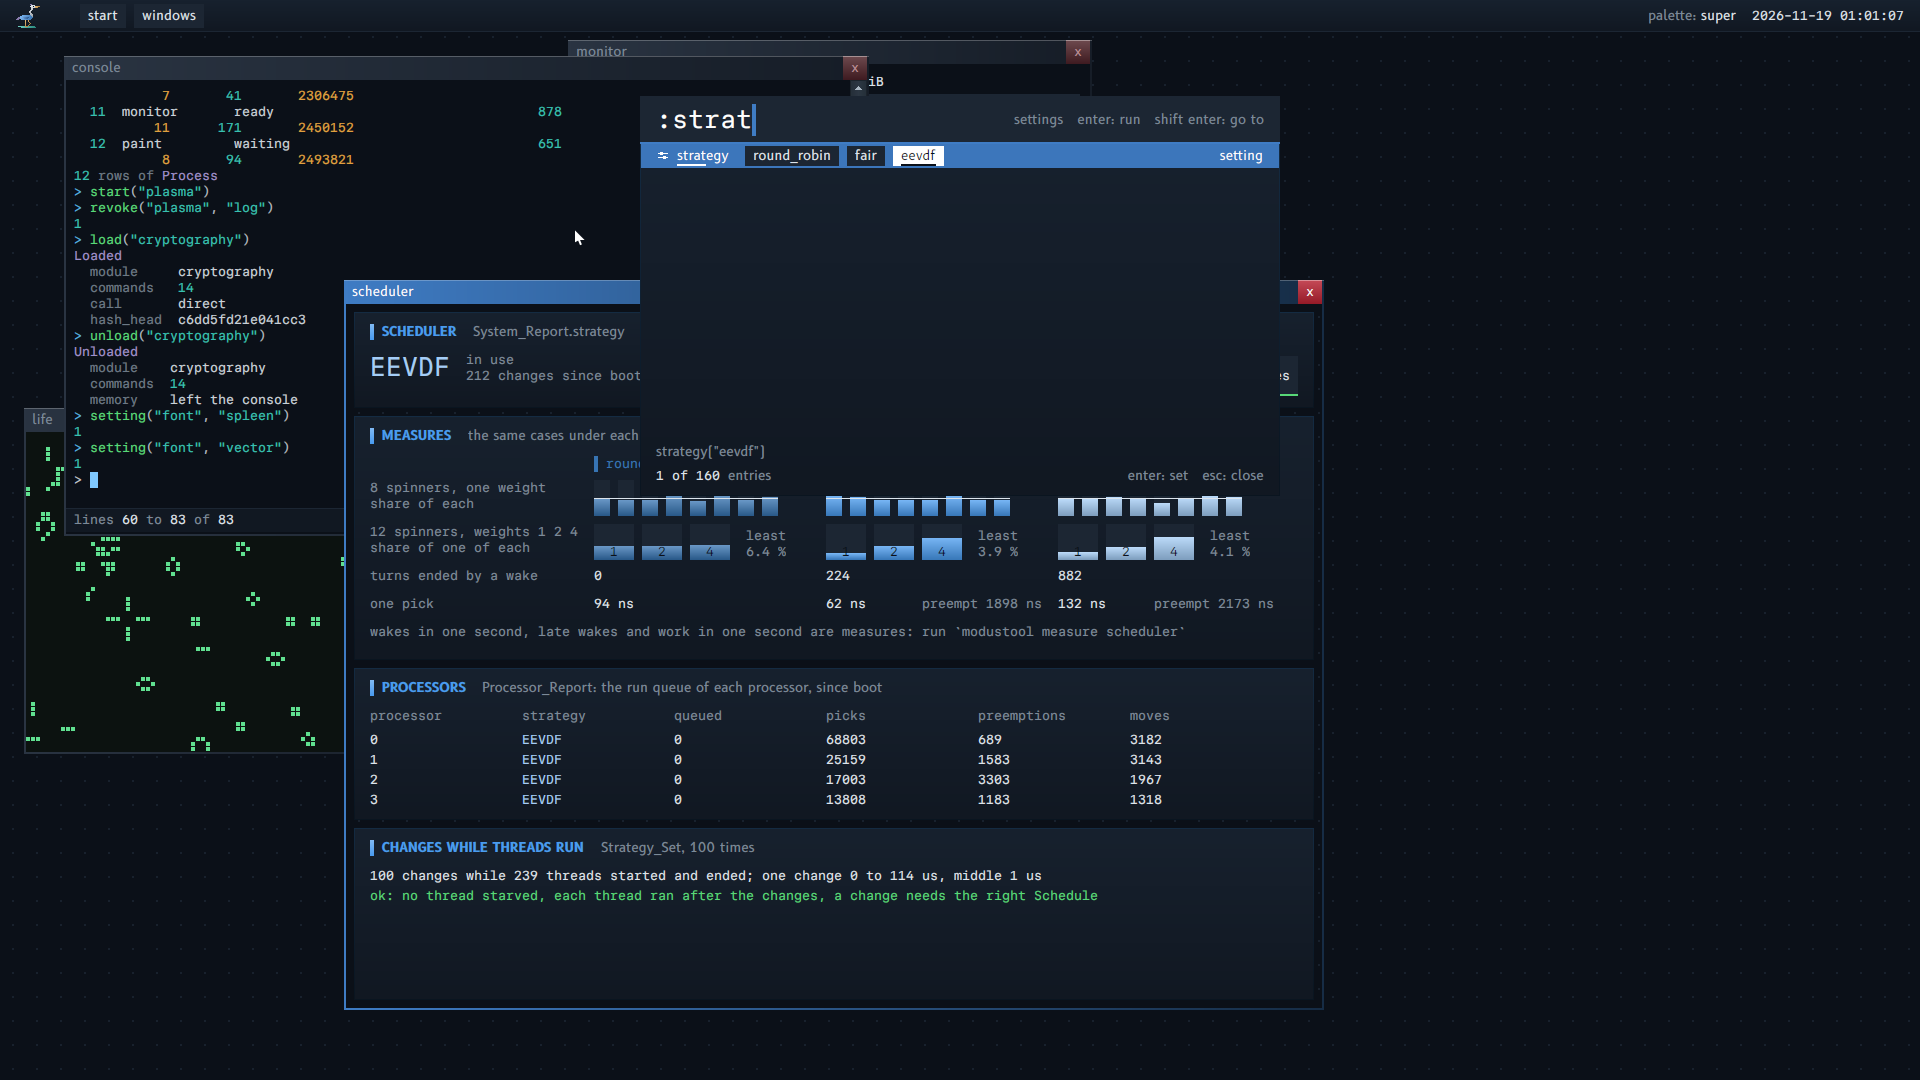 start windows palette: super 2026-11-19 01:01:07
monitor x
iB
console x
7 41 2306475
11 monitor ready 878
11 171 2450152
12 paint waiting 651
8 94 2493821
12 rows of Process
> start("plasma")
> revoke("plasma", "log")
1
> load("cryptography")
Loaded
module cryptography
commands 14
call direct
hash_head c6dd5fd21e041cc3
> unload("cryptography")
Unloaded
module cryptography
commands 14
memory left the console
> setting("font", "spleen")
1
> setting("font", "vector")
1
>
lines 60 to 83 of 83
:strat settings enter: run shift enter: go to
strategy round_robin fair eevdf setting
strategy["eevdf"]
1 of 160 entries enter: set esc: close
life
scheduler x
SCHEDULER System_Report.strategy
EEVDF in use
212 changes since boot
MEASURES the same cases under each
8 spinners, one weight
share of each
12 spinners, weights 1 2 4
share of one of each
1 2 4 least 6.4 % 1 2 4 least 3.9 % 1 2 4 least 4.1 %
turns ended by a wake 0 224 882
one pick 94 ns 62 ns preempt 1898 ns 132 ns preempt 2173 ns
wakes in one second, late wakes and work in one second are measures: run `modustool measure scheduler`
PROCESSORS Processor_Report: the run queue of each processor, since boot
processor strategy queued picks preemptions moves
0 EEVDF 0 68803 689 3182
1 EEVDF 0 25159 1583 3143
2 EEVDF 0 17003 3303 1967
3 EEVDF 0 13808 1183 1318
CHANGES WHILE THREADS RUN Strategy_Set, 100 times
100 changes while 239 threads started and ended; one change 0 to 114 us, middle 1 us
ok: no thread starved, each thread ran after the changes, a change needs the right Schedule